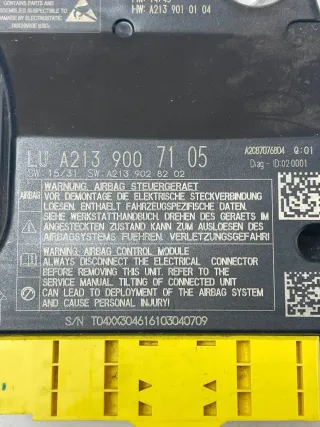 CONTAINS PARTS AND
ASSEMBLIES SUSCEPTIBLE TO
DAMAGE BY ELECTROSTATIC
DISCHARGE (ESD)
HW: A213 901 01 04
LU A213 900 71 05
SW: 15/31 SW: A213 902 82 02
A2C87076804 Q:01
Diag - ID:020001
AIRBAG
WARNUNG, AIRBAG STEUERGERAET
VOR DEMONTAGE DIE ELEKTRISCHE STECKVERBINDUNG
LOESEN. ENTHAELT FAHRZEUGSPEZIFISCHE DATEN.
SIEHE WERKSTATTHANDBUCH. DREHEN DES GERAETS IM
ANGESTECKTEN ZUSTAND KANN ZUM AUSLOESEN DES
AIRBAGSYSTEMS FUEHREN. VERLETZUNGSGEFAHR!
WARNING, AIRBAG CONTROL MODULE
ALWAYS DISCONNECT THE ELECTRICAL CONNECTOR
BEFORE REMOVING THIS UNIT. REFER TO THE
SERVICE MANUAL. TILTING OF CONNECTED UNIT
CAN LEAD TO DEPLOYMENT OF THE AIRBAG SYSTEM
AND CAUSE PERSONAL INJURY!
S/N T04XX304616103040709